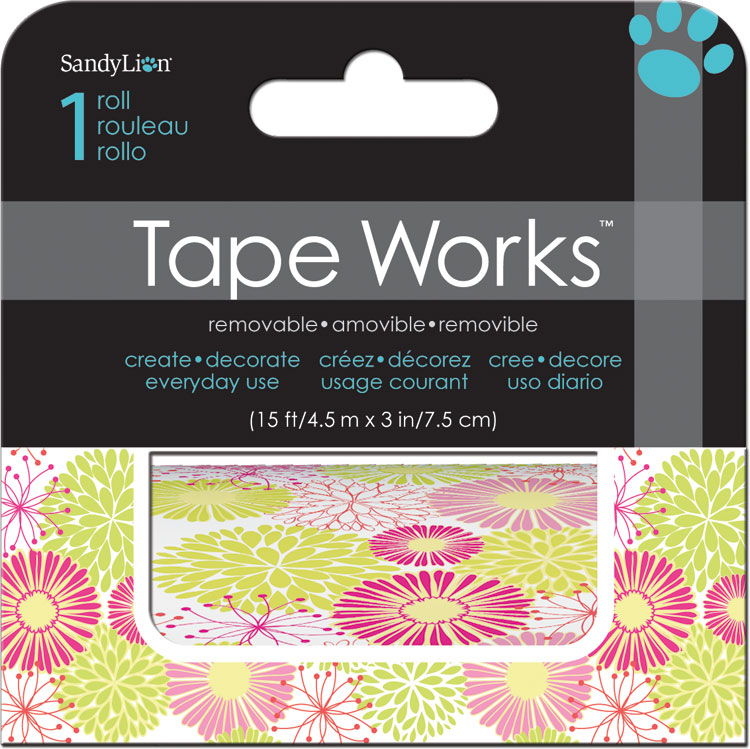 SandyLion®
1 roll
rouleau
rollo
Tape Works™
removable•amovible•removible
create•decorate créez•décorez cree•decore
everyday use usage courant uso diario
(15 ft/4.5 m x 3 in/7.5 cm)